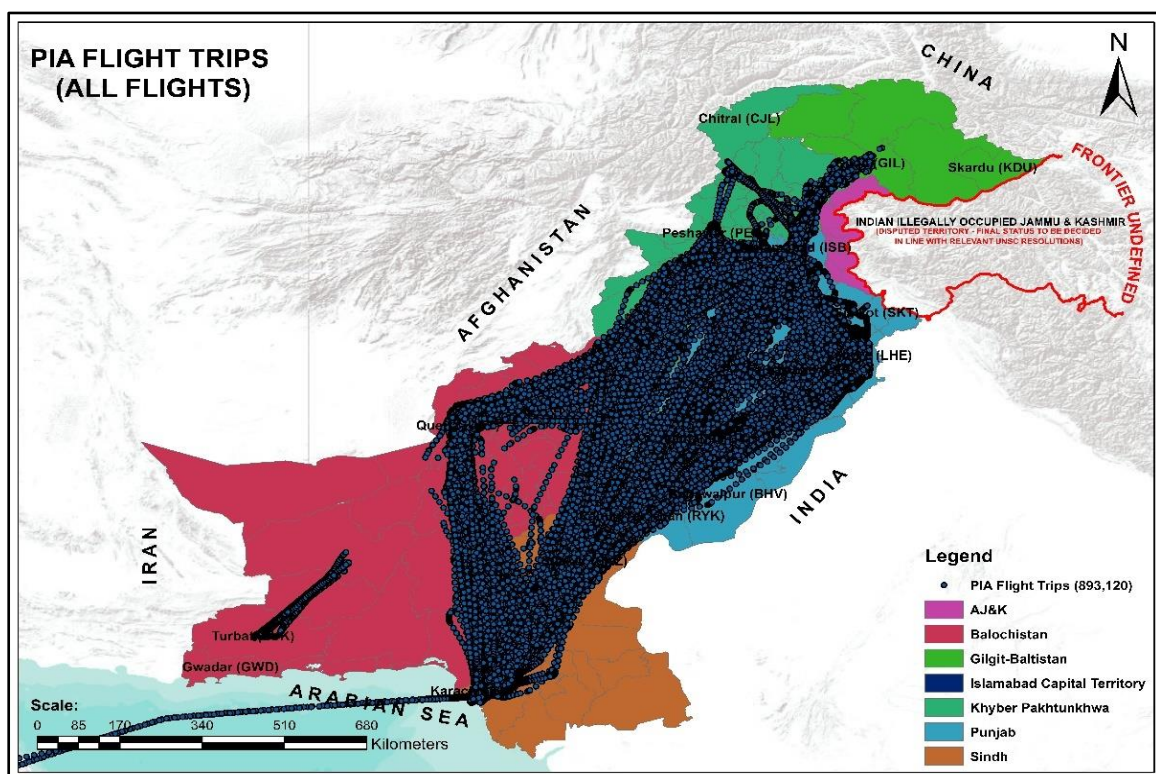 PIA FLIGHT TRIPS
(ALL FLIGHTS)
N
CHINA
Chitral (CJL)
(GIL)
Skardu (KDU)
FRONTIER UNDEFINED
INDIAN ILLEGALLY OCCUPIED JAMMU & KASHMIR
(DISPUTED TERRITORY - FINAL STATUS TO BE DECIDED
IN LINE WITH RELEVANT UNSC RESOLUTIONS)
(ISB)
AFGHANISTAN
(SKT)
(LHE)
(BHV)
INDIA
(RYK)
IRAN
Gwadar (GWD)
ARABIAN SEA
Scale:
0 85 170 340 510 680
Kilometers
Legend
PIA Flight Trips (893,120)
AJ&K
Balochistan
Gilgit-Baltistan
Islamabad Capital Territory
Khyber Pakhtunkhwa
Punjab
Sindh